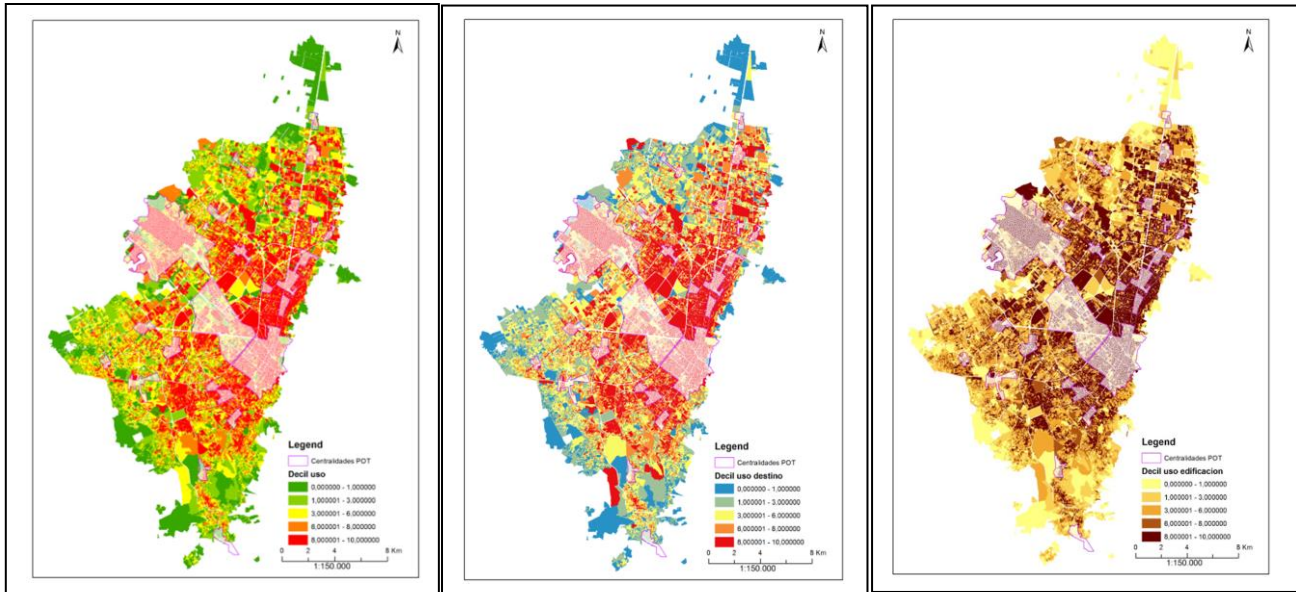 N
Legend
Centralidades POT
Decil uso
0,000000 - 1,000000
1,000001 - 3,000000
3,000001 - 6,000000
6,000001 - 8,000000
8,000001 - 10,000000
0 2 4 8 Km
1:150.000
N
Legend
Centralidades POT
Decil uso destino
0,000000 - 1,000000
1,000001 - 3,000000
3,000001 - 6,000000
6,000001 - 8,000000
8,000001 - 10,000000
0 2 4 8 Km
1:150.000
N
Legend
Centralidades POT
Decil uso edificacion
0,000000 - 1,000000
1,000001 - 3,000000
3,000001 - 6,000000
6,000001 - 8,000000
8,000001 - 10,000000
0 2 4 8 Km
1:150.000